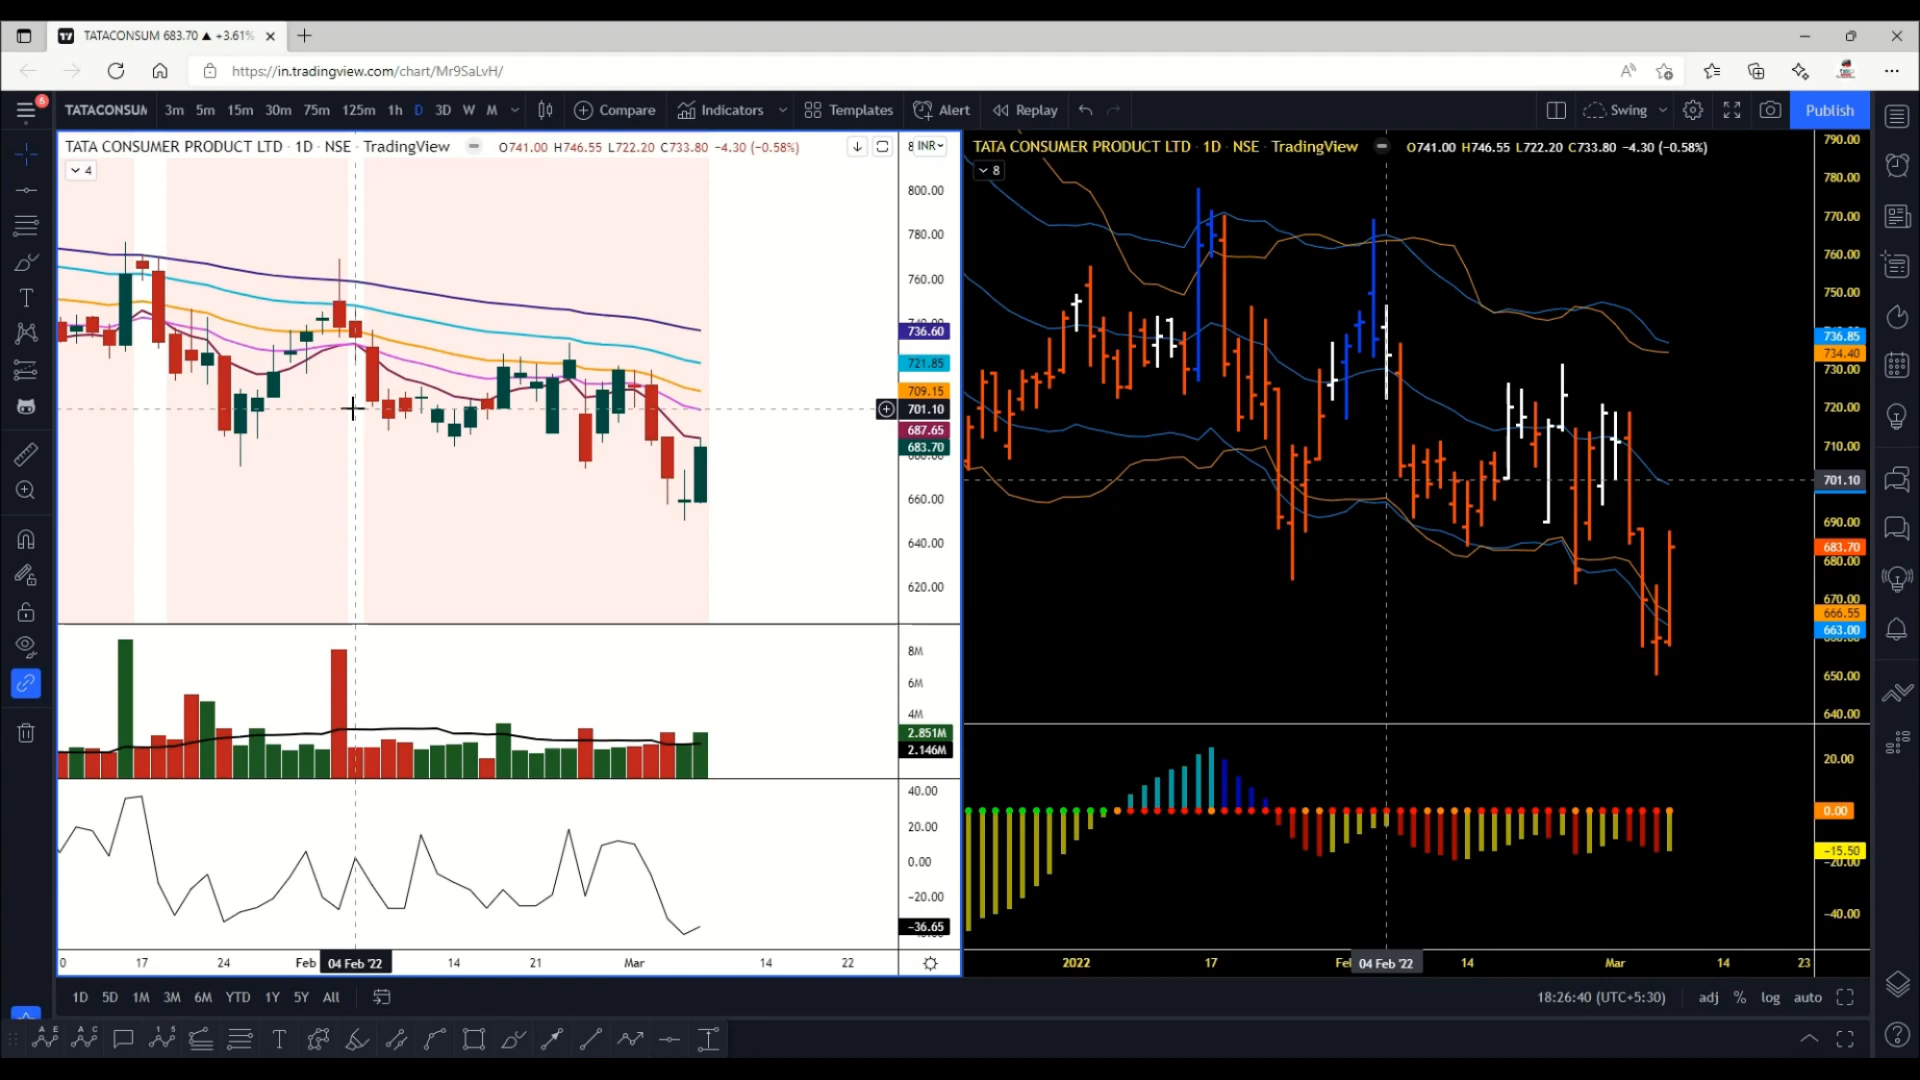 TATACONSUM 683.70 ▲ +3.61%
https://in.tradingview.com/chart/Mr9SaLvH/
6
TATACONSUM 3m 5m 15m 30m 75m 125m 1h D 3D W M Compare Indicators Templates Alert Replay Swing Publish
TATA CONSUMER PRODUCT LTD · 1D · NSE · TradingView O741.00 H746.55 L722.20 C733.80 −4.30 (−0.58%)
INR
4
800.00
780.00
760.00
736.60
721.85
709.15
701.10
687.65
683.70
660.00
640.00
620.00
8M
6M
4M
2.851M
2.146M
40.00
20.00
0.00
−20.00
−36.65
17 24 Feb 04 Feb '22 14 21 Mar 14 22
TATA CONSUMER PRODUCT LTD · 1D · NSE · TradingView O741.00 H746.55 L722.20 C733.80 −4.30 (−0.58%)
8
790.00
780.00
770.00
760.00
750.00
736.85
734.40
730.00
720.00
710.00
701.10
690.00
683.70
680.00
670.00
666.55
663.00
650.00
640.00
20.00
0.00
−15.50
−20.00
−40.00
2022 17 04 Feb '22 14 Mar 14 23
1D 5D 1M 3M 6M YTD 1Y 5Y All
18:26:40 (UTC+5:30) adj % log auto